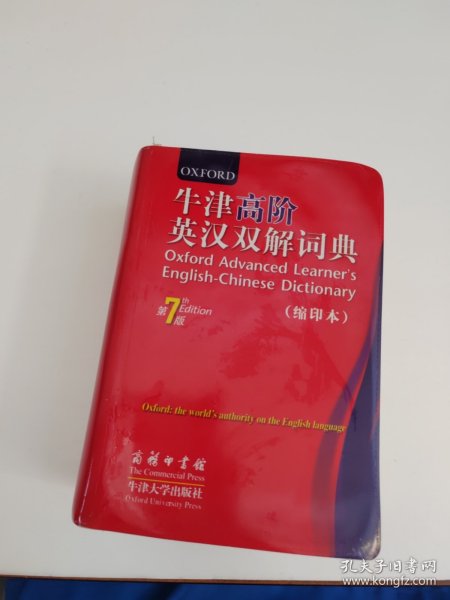 OXFORD
牛津高阶
英汉双解词典
Oxford Advanced Learner's
English-Chinese Dictionary
(缩印本)
第7th Edition版
Oxford: the world's authority on the English language
商务印书馆
The Commercial Press
牛津大学出版社
Oxford University Press
孔夫子旧书网
www.kongfz.com